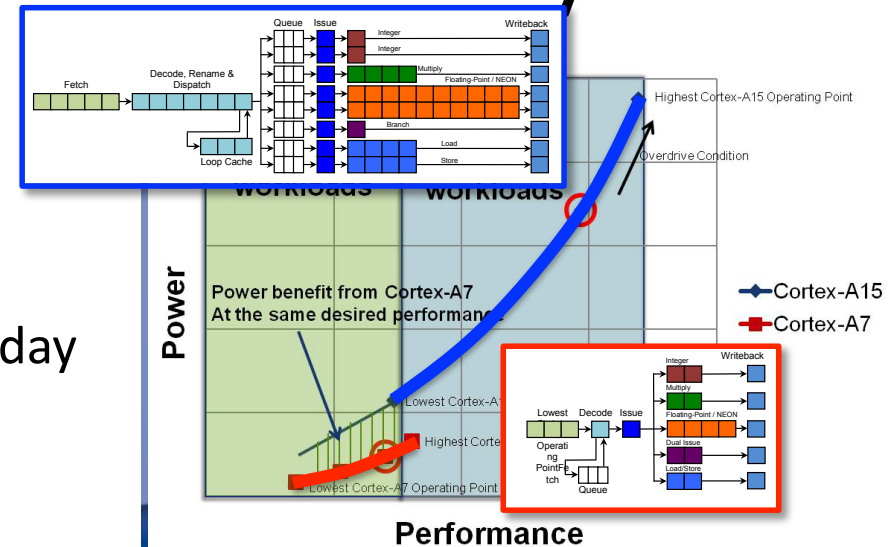 Queue Issue Writeback
Integer
Integer
Fetch
Decode, Rename &
Dispatch
Multiply
Floating-Point / NEON
Branch
Loop Cache
Load
Store
Highest Cortex-A15 Operating Point
Overdrive Condition
workloads workloads
Power benefit from Cortex-A7
At the same desired performance
Power
day
Cortex-A15
Cortex-A7
Lowest Cortex-A
Highest Corte
Lowest Cortex-A7 Operating Point
Integer
Writeback
Multiply
Lowest Decode Issue
Floating-Point / NEON
Operati
ng
PointFe
tch
Queue
Dual Issue
Load/Store
Performance